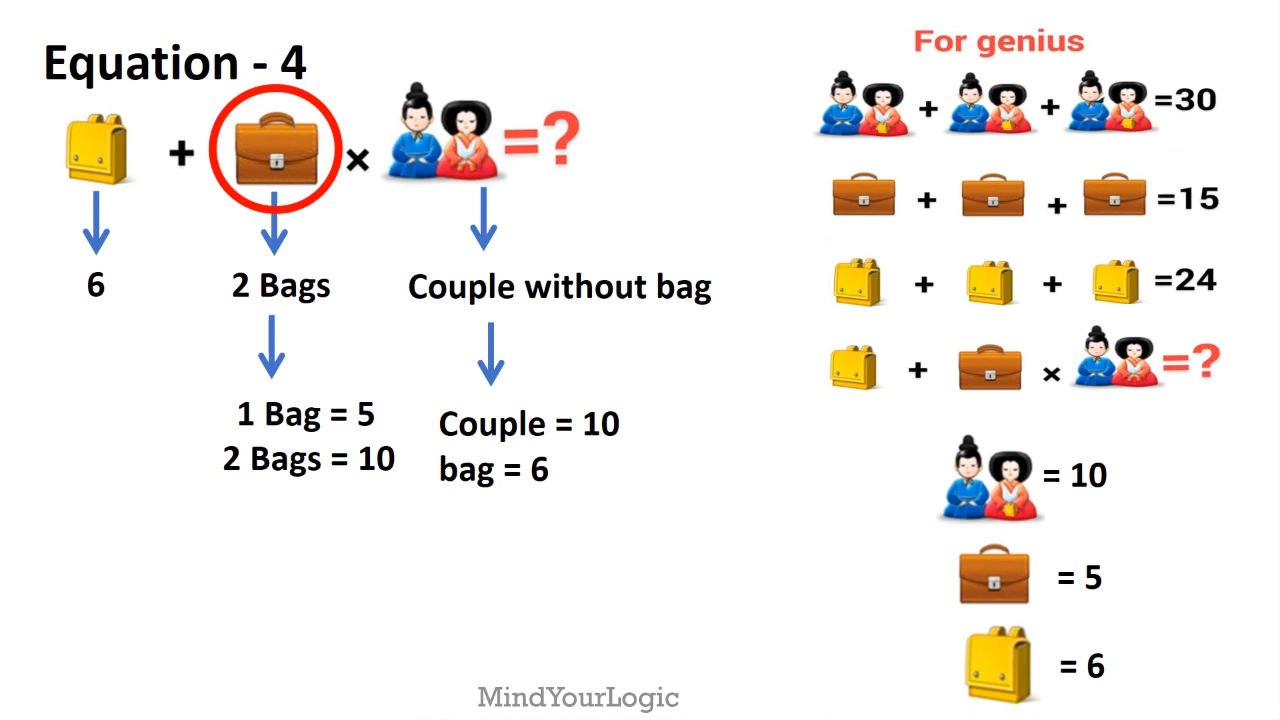 Equation - 4
+ × =?
6
2 Bags
Couple without bag
1 Bag = 5
2 Bags = 10
Couple = 10
bag = 6
For genius
+ + =30
+ + =15
+ + =24
+ × =?
= 10
= 5
= 6
MindYourLogic